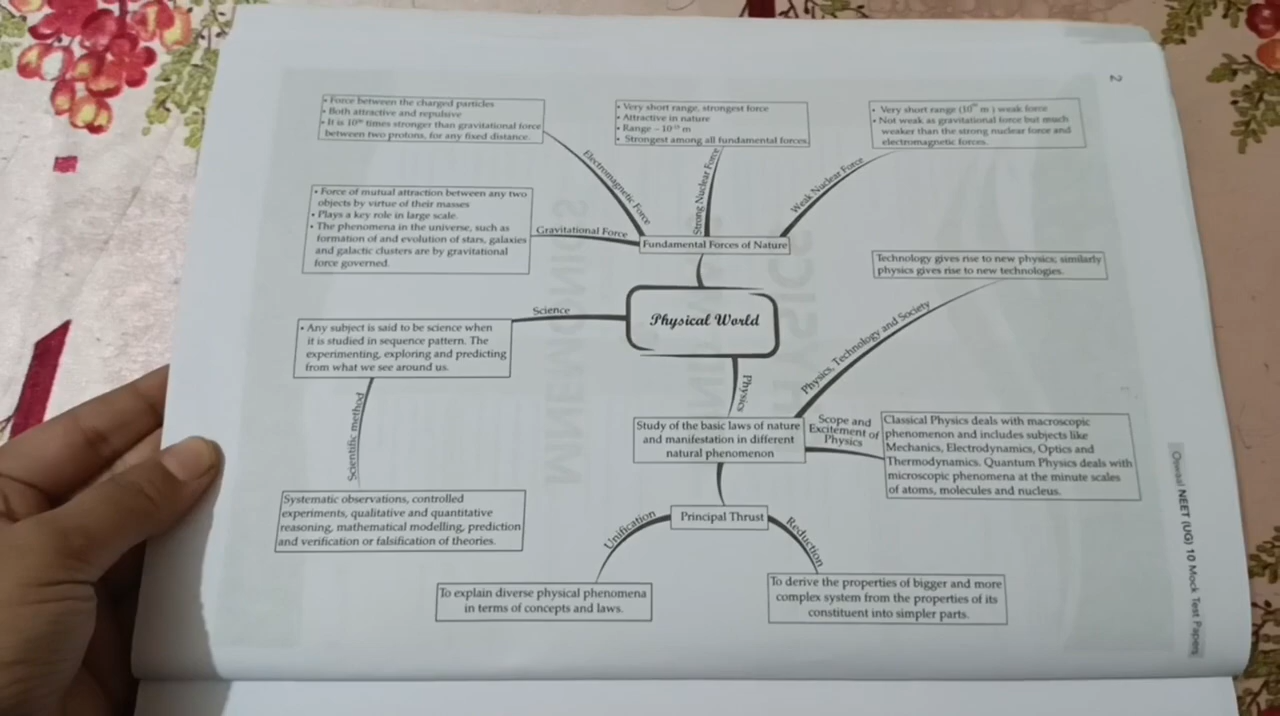 2
• Force between the charged particles
• Both attractive and repulsive
• It is 10³⁶ times stronger than gravitational force
between two protons, for any fixed distance.
Electromagnetic Force
• Very short range, strongest force
• Attractive in nature
• Range ~ 10⁻¹⁵ m
• Strongest among all fundamental forces.
Strong Nuclear Force
• Very short range (10 m) weak force
• Not weak as gravitational force but much
weaker than the strong nuclear force and
electromagnetic forces.
Weak Nuclear Force
• Force of mutual attraction between any two
objects by virtue of their masses
• Plays a key role in large scale.
• The phenomena in the universe, such as
formation of and evolution of stars, galaxies
and galactic clusters are by gravitational
force governed.
Gravitational Force
Fundamental Forces of Nature
Technology gives rise to new physics; similarly
physics gives rise to new technologies.
Physics, Technology and Society
Physical World
Science
• Any subject is said to be science when
it is studied in sequence pattern. The
experimenting, exploring and predicting
from what we see around us.
Scientific method
Systematic observations, controlled
experiments, qualitative and quantitative
reasoning, mathematical modelling, prediction
and verification or falsification of theories.
Physics
Study of the basic laws of nature
and manifestation in different
natural phenomenon
Scope and
Excitement of
Physics
Classical Physics deals with macroscopic
phenomenon and includes subjects like
Mechanics, Electrodynamics, Optics and
Thermodynamics. Quantum Physics deals with
microscopic phenomena at the minute scales
of atoms, molecules and nucleus.
Principal Thrust
Unification
To explain diverse physical phenomena
in terms of concepts and laws.
Reduction
To derive the properties of bigger and more
complex system from the properties of its
constituent into simpler parts.
Oswaal NEET (UG) 10 Mock Test Papers